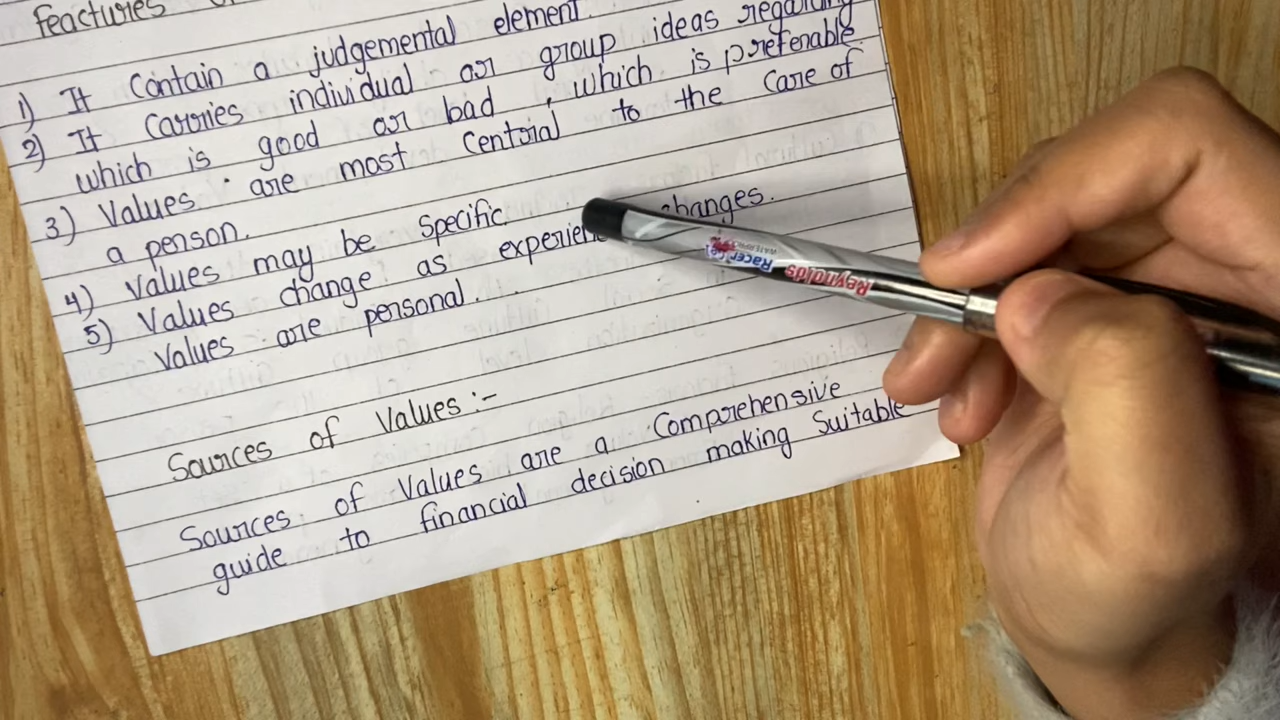 Feactures
1) It Contain a judgemental element.
2) It Carries individual or group ideas regarding
which is good or bad, which is preferable
3) Values are most Central to the Care of
a person.
4) Values may be Specific
5) Values change as experience changes.
Values are personal.
Sources of Values :-
Sources of Values are a Comprehensive
guide to financial decision making Suitable
Reynolds
Racer Gel
WATERPROOF